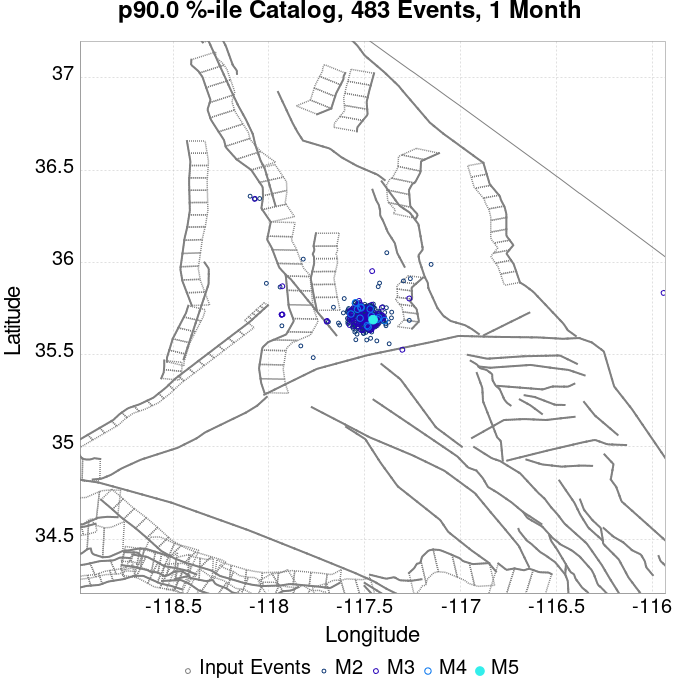 p90.0 %-ile Catalog, 483 Events, 1 Month
37
36.5
36
35.5
35
34.5
Latitude
-118.5 -118 -117.5 -117 -116.5 -116
Longitude
Input Events M2 M3 M4 M5